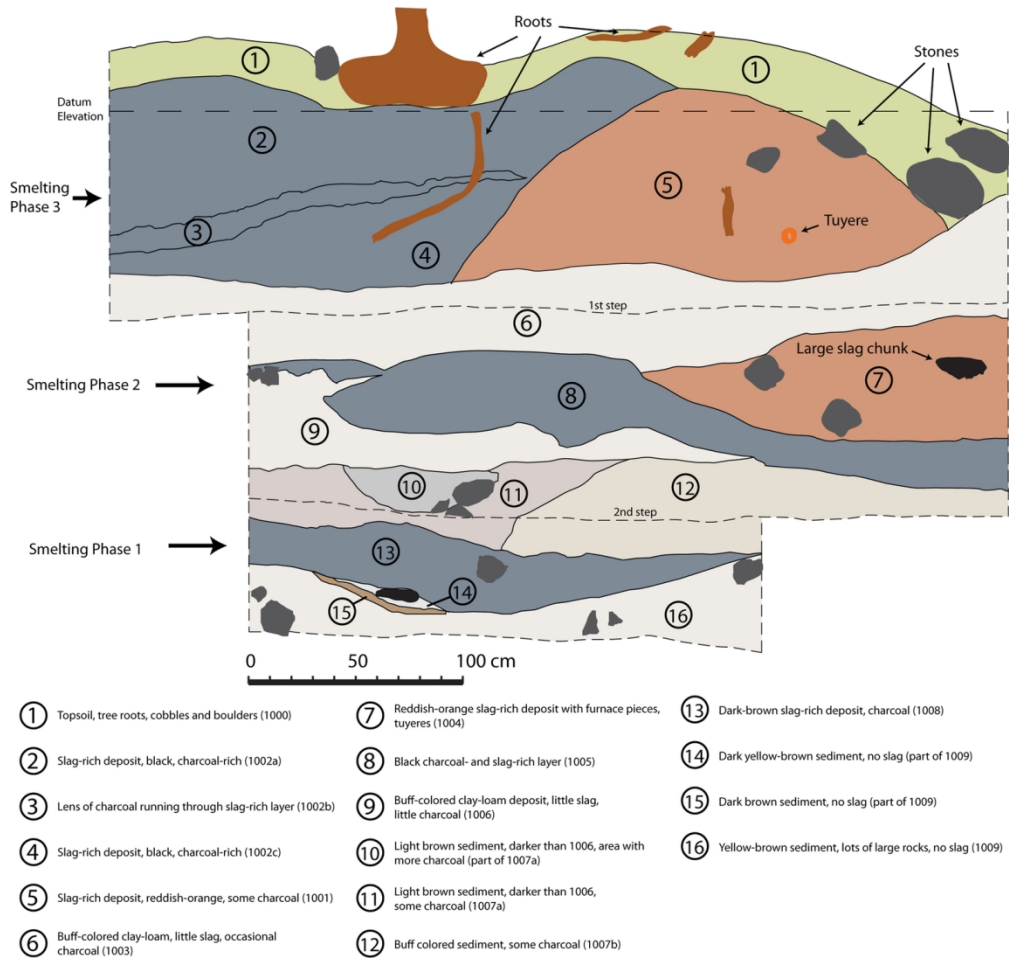 Roots
1
1
Stones
Datum
Elevation
2
Smelting
Phase 3
5
3
Tuyere
4
1st step
6
Large slag chunk
Smelting Phase 2
7
8
9
10
11
12
2nd step
Smelting Phase 1
13
14
15
16
0 50 100 cm
1 Topsoil, tree roots, cobbles and boulders (1000)
2 Slag-rich deposit, black, charcoal-rich (1002a)
3 Lens of charcoal running through slag-rich layer (1002b)
4 Slag-rich deposit, black, charcoal-rich (1002c)
5 Slag-rich deposit, reddish-orange, some charcoal (1001)
6 Buff-colored clay-loam, little slag, occasional
charcoal (1003)
7 Reddish-orange slag-rich deposit with furnace pieces,
tuyeres (1004)
8 Black charcoal- and slag-rich layer (1005)
9 Buff-colored clay-loam deposit, little slag,
little charcoal (1006)
10 Light brown sediment, darker than 1006, area with
more charcoal (part of 1007a)
11 Light brown sediment, darker than 1006,
some charcoal (1007a)
12 Buff colored sediment, some charcoal (1007b)
13 Dark-brown slag-rich deposit, charcoal (1008)
14 Dark yellow-brown sediment, no slag (part of 1009)
15 Dark brown sediment, no slag (part of 1009)
16 Yellow-brown sediment, lots of large rocks, no slag (1009)